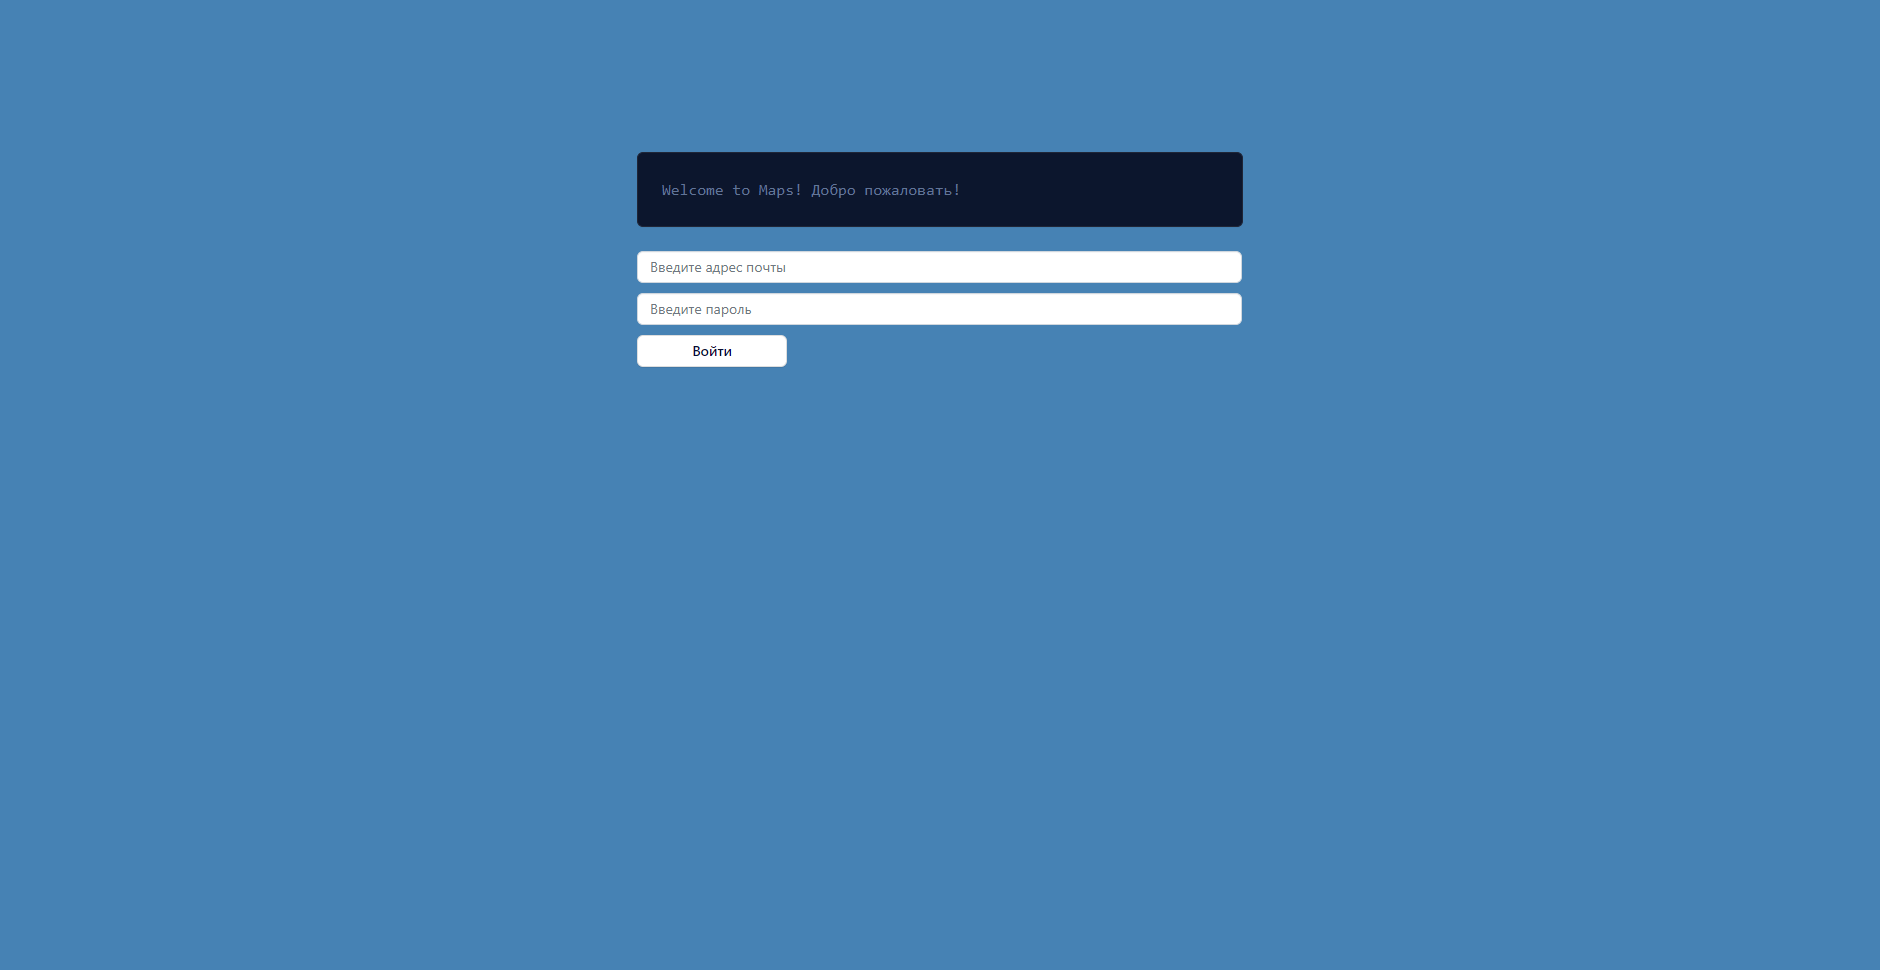 Welcome to Maps! Добро пожаловать!
Введите адрес почты
Введите пароль
Войти